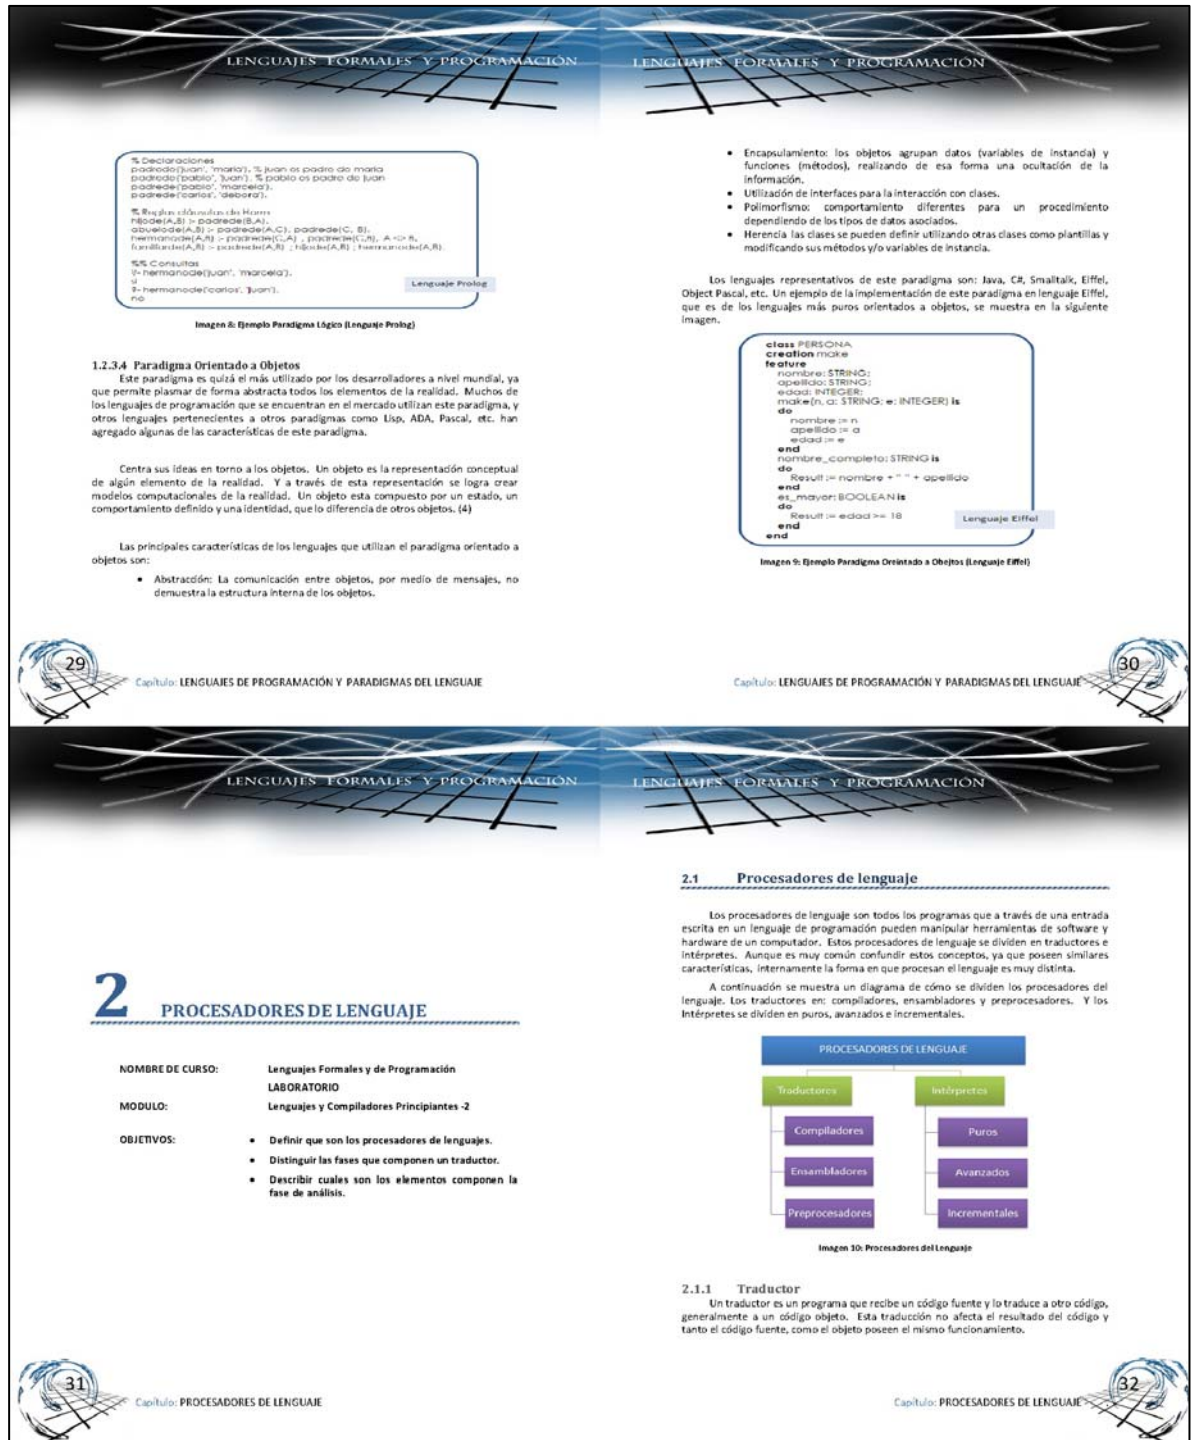 LENGUAJES FORMALES Y PROGRAMACIÓN
% Declaraciones
padrede('juan', 'maria'). % juan es padre de maria
padrede('pablo', 'juan'). % pablo es padre de juan
padrede('pablo', 'marcela').
padrede('carlos', 'debora').
% Reglas cláusulas de Horm
hijode(A,B) :- padrede(B,A).
abuelode(A,B) :- padrede(A,C), padrede(C, B).
hermanode(A,B) :- padrede(C,A) , padrede(C,B), A <> B.
familiarde(A,B) :- padrede(A,B) ; hijode(A,B) ; hermanode(A,B).
%% Consultas
?- hermanode('juan', 'marcela').
si
?- hermanode('carlos', 'juan').
no
Lenguaje Prolog
Imagen 8: Ejemplo Paradigma Lógico (Lenguaje Prolog)
1.2.3.4 Paradigma Orientado a Objetos
Este paradigma es quizá el más utilizado por los desarrolladores a nivel mundial, ya
que permite plasmar de forma abstracta todos los elementos de la realidad. Muchos de
los lenguajes de programación que se encuentran en el mercado utilizan este paradigma, y
otros lenguajes pertenecientes a otros paradigmas como Lisp, ADA, Pascal, etc. han
agregado algunas de las características de este paradigma.
Centra sus ideas en torno a los objetos. Un objeto es la representación conceptual
de algún elemento de la realidad. Y a través de esta representación se logra crear
modelos computacionales de la realidad. Un objeto esta compuesto por un estado, un
comportamiento definido y una identidad, que lo diferencia de otros objetos. (4)
Las principales características de los lenguajes que utilizan el paradigma orientado a
objetos son:
• Abstracción: La comunicación entre objetos, por medio de mensajes, no
demuestra la estructura interna de los objetos.
29
Capítulo: LENGUAJES DE PROGRAMACIÓN Y PARADIGMAS DEL LENGUAJE
LENGUAJES FORMALES Y PROGRAMACIÓN
• Encapsulamiento: los objetos agrupan datos (variables de instancia) y
funciones (métodos), realizando de esa forma una ocultación de la
información.
• Utilización de interfaces para la interacción con clases.
• Polimorfismo: comportamiento diferentes para un procedimiento
dependiendo de los tipos de datos asociados.
• Herencia las clases se pueden definir utilizando otras clases como plantillas y
modificando sus métodos y/o variables de instancia.
Los lenguajes representativos de este paradigma son: Java, C#, Smalltalk, Eiffel,
Object Pascal, etc. Un ejemplo de la implementación de este paradigma en lenguaje Eiffel,
que es de los lenguajes más puros orientados a objetos, se muestra en la siguiente
imagen.
class PERSONA
creation make
feature
nombre: STRING;
apellido: STRING;
edad: INTEGER;
make(n, a: STRING; e: INTEGER) is
do
nombre := n
apellido := a
edad := e
end
nombre_completo: STRING is
do
Result := nombre + " " + apellido
end
es_mayor: BOOLEAN is
do
Result := edad >= 18
end
end
Lenguaje Eiffel
Imagen 9: Ejemplo Paradigma Oreintado a Obejtos (Lenguaje Eiffel)
30
Capítulo: LENGUAJES DE PROGRAMACIÓN Y PARADIGMAS DEL LENGUAJE
LENGUAJES FORMALES Y PROGRAMACIÓN
2 PROCESADORES DE LENGUAJE
NOMBRE DE CURSO: Lenguajes Formales y de Programación
LABORATORIO
MODULO: Lenguajes y Compiladores Principiantes -2
OBJETIVOS: • Definir que son los procesadores de lenguajes.
• Distinguir las fases que componen un traductor.
• Describir cuales son los elementos componen la
fase de análisis.
31
Capítulo: PROCESADORES DE LENGUAJE
LENGUAJES FORMALES Y PROGRAMACIÓN
2.1 Procesadores de lenguaje
Los procesadores de lenguaje son todos los programas que a través de una entrada
escrita en un lenguaje de programación pueden manipular herramientas de software y
hardware de un computador. Estos procesadores de lenguaje se dividen en traductores e
intérpretes. Aunque es muy común confundir estos conceptos, ya que poseen similares
características, internamente la forma en que procesan el lenguaje es muy distinta.
A continuación se muestra un diagrama de cómo se dividen los procesadores del
lenguaje. Los traductores en: compiladores, ensambladores y preprocesadores. Y los
Intérpretes se dividen en puros, avanzados e incrementales.
PROCESADORES DE LENGUAJE
Traductores
Intérpretes
Compiladores
Puros
Ensambladores
Avanzados
Preprocesadores
Incrementales
Imagen 10: Procesadores del Lenguaje
2.1.1 Traductor
Un traductor es un programa que recibe un código fuente y lo traduce a otro código,
generalmente a un código objeto. Esta traducción no afecta el resultado del código y
tanto el código fuente, como el objeto poseen el mismo funcionamiento.
32
Capítulo: PROCESADORES DE LENGUAJE